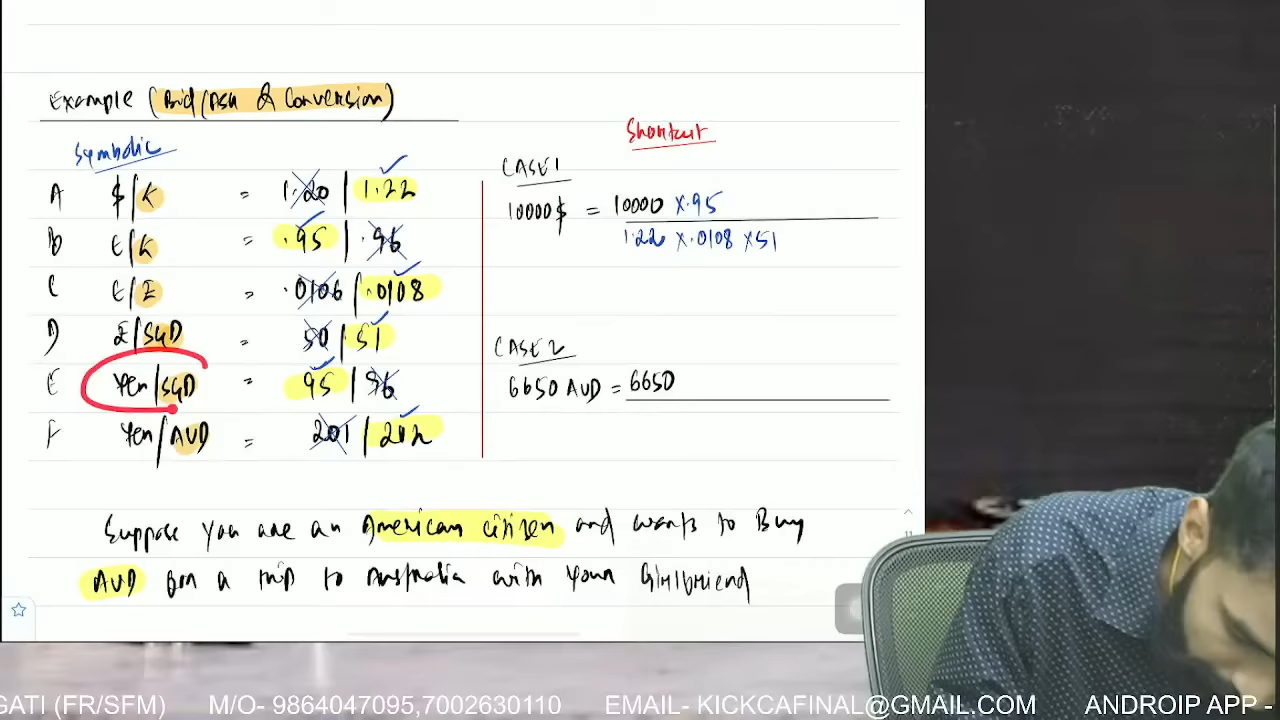 Example (Bid/Ask & Conversion)
Symbolic
Shortcut
A $/K = 1.20 | 1.22
B €/K = .95 | .96
C €/£ = .0106 | .0108
D £/SGD = 50 | 51
E Yen/SGD = 95 | 96
F Yen/AUD = 201 | 202
CASE 1
10000$ = 10000 x .95
1.22 x .0108 x 51
CASE 2
6650 AUD = 6650
Suppose you are an American citizen and wants to Buy
AUD for a trip to Australia with your Girlfriend
GATI (FR/SFM) M/O- 9864047095,7002630110 EMAIL- KICKCAFINAL@GMAIL.COM ANDROIP APP -